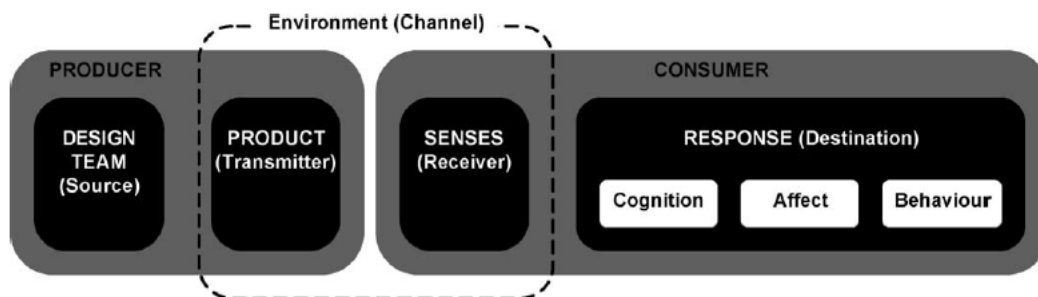 Environment (Channel)
PRODUCER
CONSUMER
DESIGN
TEAM
(Source)
PRODUCT
(Transmitter)
SENSES
(Receiver)
RESPONSE (Destination)
Cognition
Affect
Behaviour